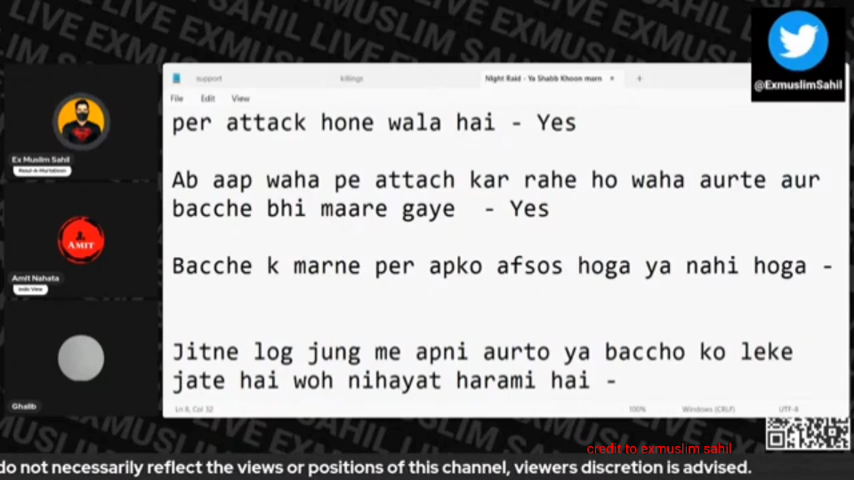 LIVE EXMUSLIM SAHIL LIVE EXMUSLIM SAHIL
@ExmuslimSahil
support killings NIght Raid - Ya Shabb Khoon marn × +
File Edit View
per attack hone wala hai - Yes
Ab aap waha pe attach kar rahe ho waha aurte aur
bacche bhi maare gaye - Yes
Bacche k marne per apko afsos hoga ya nahi hoga -
Jitne log jung me apni aurto ya baccho ko leke
jate hai woh nihayat harami hai -
Ln 8, Col 32 100% Windows (CRLF) UTF-8
Ex Muslim Sahil
AMIT
Amit Nahata
Indo View
Ghalib
credit to exmuslim sahil
do not necessarily reflect the views or positions of this channel, viewers discretion is advised.